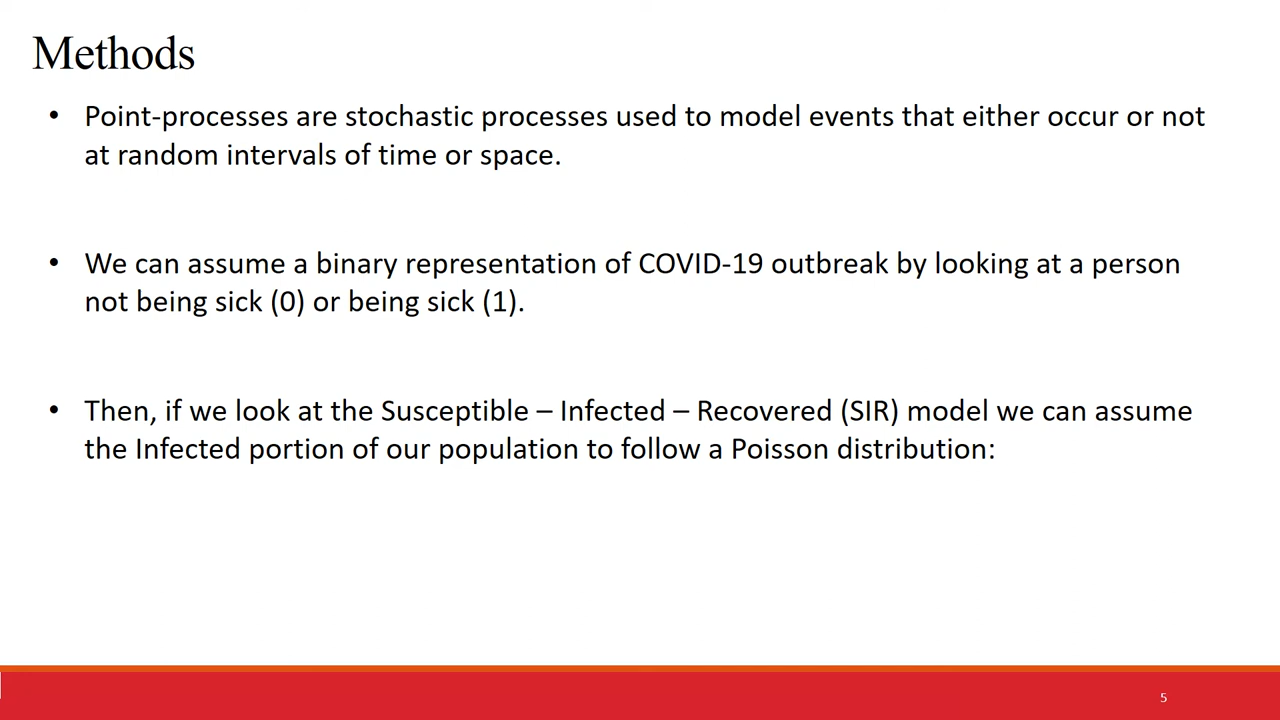 Methods
• Point-processes are stochastic processes used to model events that either occur or not
at random intervals of time or space.
• We can assume a binary representation of COVID-19 outbreak by looking at a person
not being sick (0) or being sick (1).
• Then, if we look at the Susceptible – Infected – Recovered (SIR) model we can assume
the Infected portion of our population to follow a Poisson distribution:
5